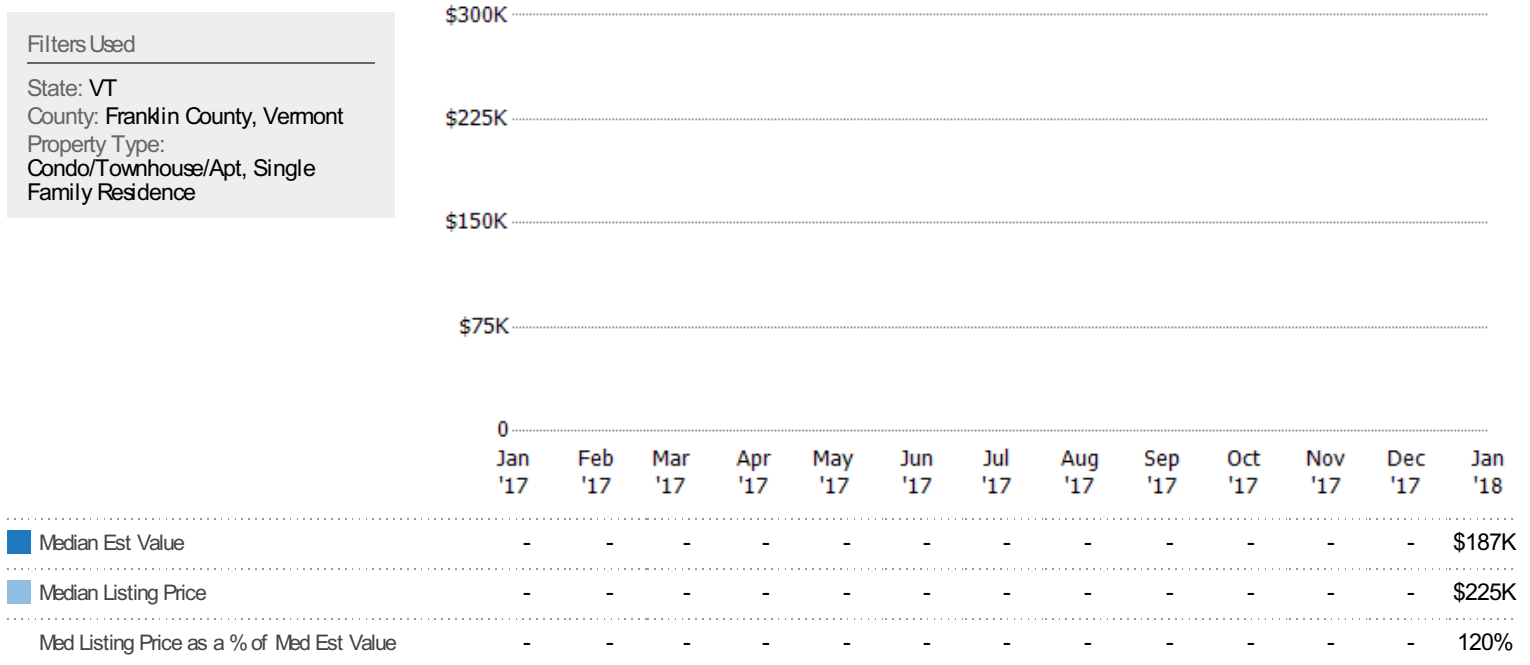 Filters Used
State: VT
County: Franklin County, Vermont
Property Type:
Condo/Townhouse/Apt, Single
Family Residence
$300K
$225K
$150K
$75K
0
Jan Feb Mar Apr May Jun Jul Aug Sep Oct Nov Dec Jan
'17 '17 '17 '17 '17 '17 '17 '17 '17 '17 '17 '17 '18
Median Est Value - - - - - - - - - - - - $187K
Median Listing Price - - - - - - - - - - - - $225K
Med Listing Price as a % of Med Est Value - - - - - - - - - - - - 120%